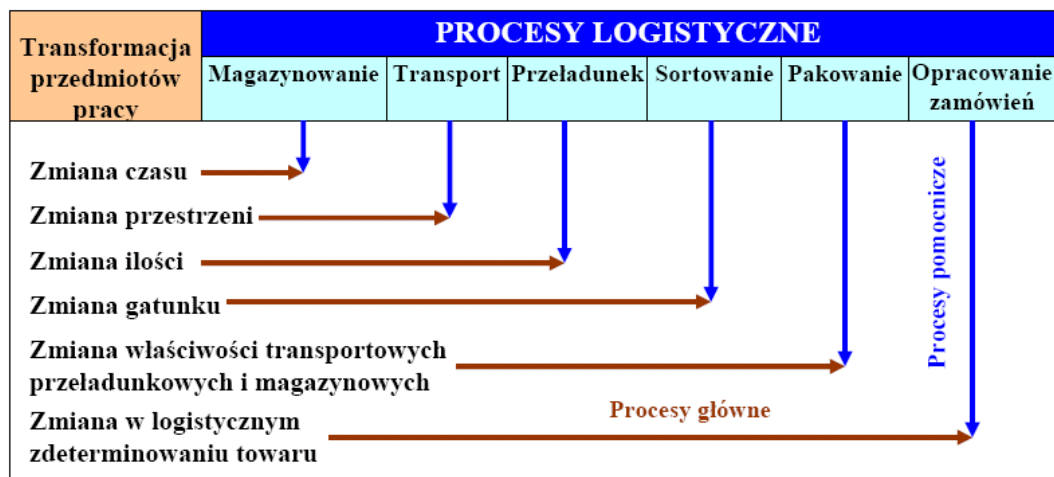 Transformacja
przedmiotów
pracy
PROCESY LOGISTYCZNE
Magazynowanie
Transport
Przeładunek
Sortowanie
Pakowanie
Opracowanie
zamówień
Zmiana czasu
Zmiana przestrzeni
Zmiana ilości
Zmiana gatunku
Zmiana właściwości transportowych
przeładunkowych i magazynowych
Zmiana w logistycznym
zdeterminowaniu towaru
Procesy główne
Procesy pomocnicze